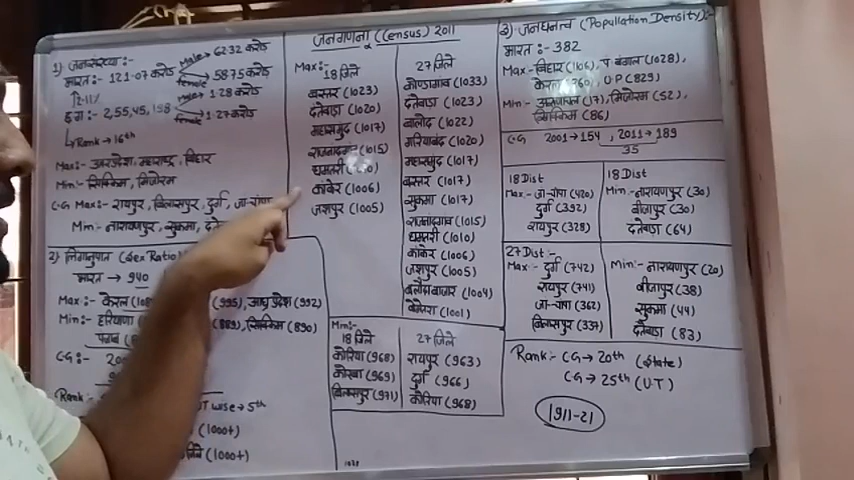 1) जनसंख्या :-
भारत :- 121.07 करोड़
Male → 62.32 करोड़
Female → 58.75 करोड़
छग :- 2,55,45,198
Male → 1.28 करोड़
Female → 1.27 करोड़
↳ Rank → 16th
Max :- उत्तरप्रदेश, महाराष्ट्र, बिहार
Min :- सिक्किम, मिजोरम
C.G Max :- रायपुर, बिलासपुर, दुर्ग, जा-चांपा
Min :- नारायणपुर, सुकमा,
2) लिंगानुपात (Sex Ratio)
भारत → 940
Max :- केरल (995), आंध्रप्रदेश (992)
Min :- हरियाणा (889), सिक्किम (890)
पंजाब
C.G :-
Rank :- wise → 5th
(1000+)
जिले (1000+)
जनगणना (Census) 2011
Max :-
18 जिले
बस्तर (1023)
दंतेवाड़ा (1020)
महासमुंद (1017)
राजनांदगांव (1015)
धमतरी
कांकेर (1006)
जशपुर (1005)
27 जिले
कोण्डागांव (1033)
दंतेवाड़ा (1023)
बालोद (1022)
गरियाबंद (1020)
महासमुंद (1017)
बस्तर (1017)
सुकमा (1017)
राजनांदगांव (1015)
धमतरी (1010)
कांकेर (1006)
जशपुर (1005)
बलौदाबाजार (1004)
बेमेतरा (1001)
Min :-
18 जिले
कोरिया (968)
कोरबा (969)
बिलासपुर (971)
27 जिले
रायपुर (963)
दुर्ग (966)
कोरिया (968)
1023
3) जनघनत्व (Popullation Density) :-
भारत :- 382
Max - बिहार (1106), प. बंगाल (1028),
केरल (860), U.P (829)
Min :- अरुणाचल (17), मिजोरम (52),
सिक्किम (86)
C.G 2001 → 154, 2011 → 189
35
18 Dist
Max :- जा-चांपा (420)
दुर्ग (392)
रायपुर (328)
18 Dist
Min :- नारायणपुर (30)
बीजापुर (30)
दंतेवाड़ा (64)
27 Dist :-
Max - दुर्ग (742)
रायपुर (741)
जा-चांपा (362)
बिलासपुर (337)
Min :- नारायणपुर (20)
बीजापुर (38)
सुकमा (44)
दंतेवाड़ा (83)
Rank :- CG → 20th (State)
CG → 25th (U.T)
1911-21